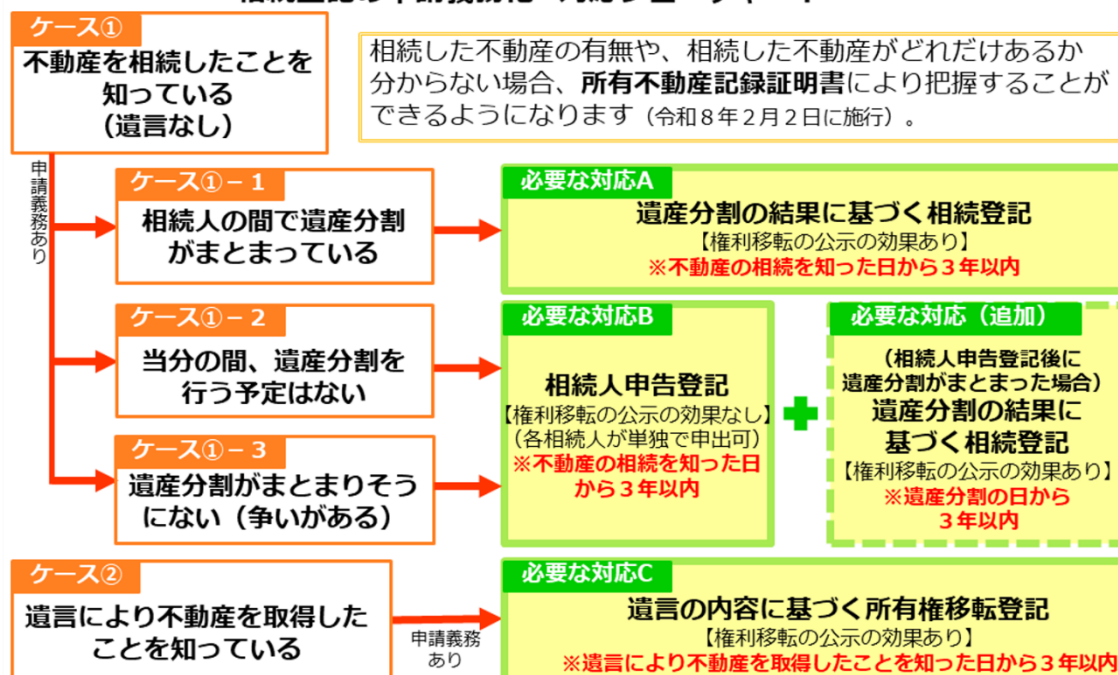 ケース①
不動産を相続したことを
知っている
（遺言なし）
相続した不動産の有無や、相続した不動産がどれだけあるか
分からない場合、所有不動産記録証明書により把握することが
できるようになります（令和８年２月２日に施行）。
申請義務あり
ケース①－１
相続人の間で遺産分割
がまとまっている
必要な対応A
遺産分割の結果に基づく相続登記
【権利移転の公示の効果あり】
※不動産の相続を知った日から３年以内
ケース①－２
当分の間、遺産分割を
行う予定はない
ケース①－３
遺産分割がまとまりそう
にない（争いがある）
必要な対応B
相続人申告登記
【権利移転の公示の効果なし】
（各相続人が単独で申出可）
※不動産の相続を知った日
から３年以内
必要な対応（追加）
（相続人申告登記後に
遺産分割がまとまった場合）
遺産分割の結果に
基づく相続登記
【権利移転の公示の効果あり】
※遺産分割の日から
３年以内
ケース②
遺言により不動産を取得した
ことを知っている
申請義務
あり
必要な対応C
遺言の内容に基づく所有権移転登記
【権利移転の公示の効果あり】
※遺言により不動産を取得したことを知った日から３年以内